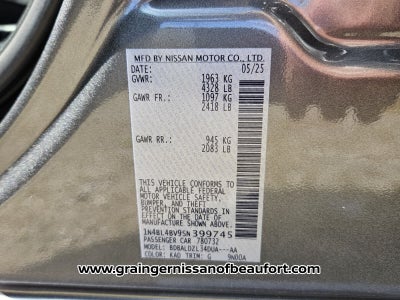 MFD BY NISSAN MOTOR CO., LTD.
DATE: 05/25
GVWR: 1963 KG
4328 LB
GAWR FR.: 1097 KG
2418 LB
GAWR RR.: 945 KG
2083 LB
THIS VEHICLE CONFORMS TO
ALL APPLICABLE FEDERAL
MOTOR VEHICLE SAFETY,
BUMPER, AND THEFT
PREVENTION STANDARDS IN
EFFECT ON THE DATE OF
MANUFACTURE SHOWN ABOVE.
1N4BL4BV9SN399745
PASSENGER CAR 780732
MODEL: BDBALDZL34DUA---AA
COLOR: KAD TRIM: G 9N00A
www.graingernissanofbeaufort.com